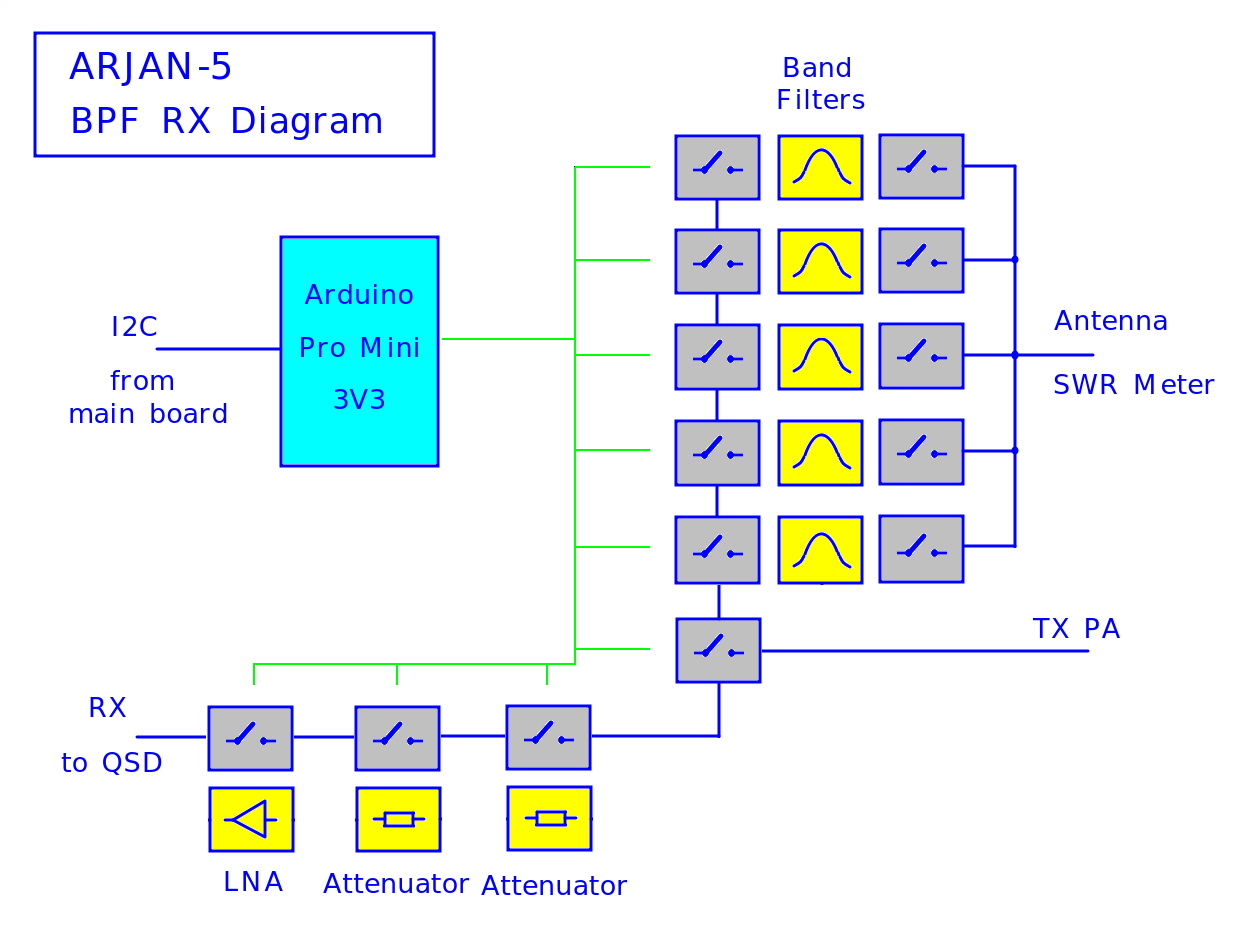 ARJAN-5
BPF RX Diagram
Band
Filters
Arduino
Pro Mini
3V3
I2C
from
main board
Antenna
SWR Meter
TX PA
RX
to QSD
LNA
Attenuator
Attenuator